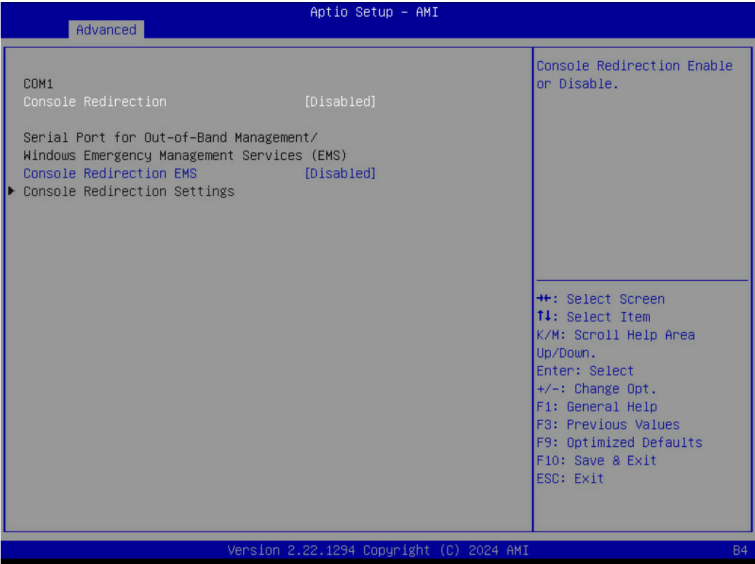 Aptio Setup – AMI
Advanced
COM1
Console Redirection [Disabled]
Serial Port for Out-of-Band Management/
Windows Emergency Management Services (EMS)
Console Redirection EMS [Disabled]
Console Redirection Settings
Console Redirection Enable
or Disable.
→←: Select Screen
↑↓: Select Item
K/M: Scroll Help Area
Up/Down.
Enter: Select
+/-: Change Opt.
F1: General Help
F3: Previous Values
F9: Optimized Defaults
F10: Save & Exit
ESC: Exit
Version 2.22.1294 Copyright (C) 2024 AMI
B4